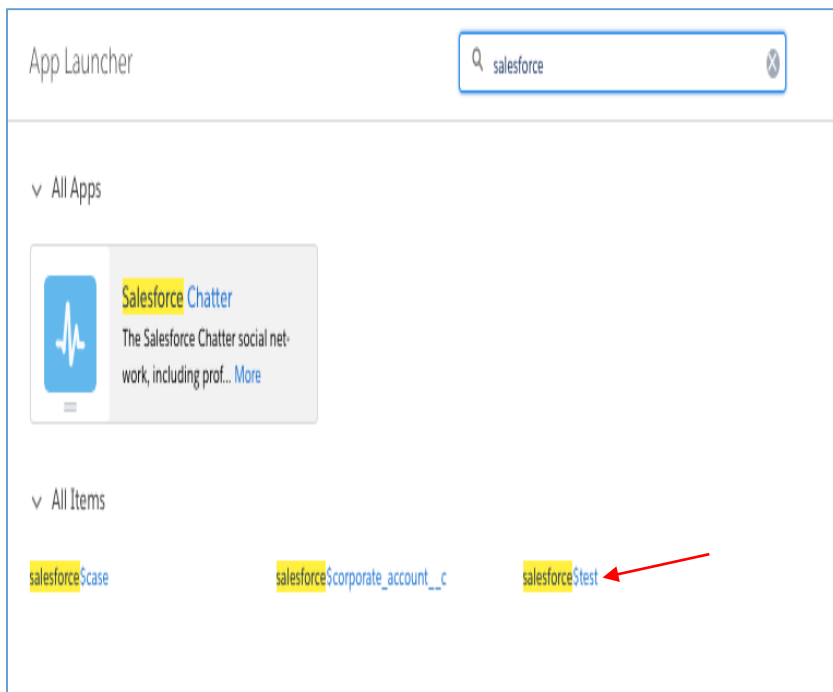 App Launcher
salesforce
All Apps
Salesforce Chatter
The Salesforce Chatter social net-
work, including prof... More
All Items
salesforce$case
salesforce$corporate_account__c
salesforce$test